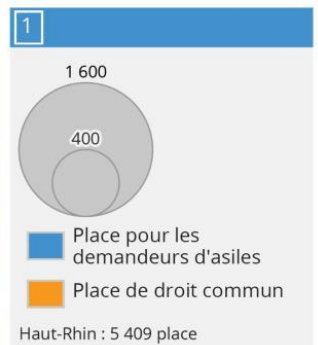 1
1 600
400
Place pour les
demandeurs d'asiles
Place de droit commun
Haut-Rhin : 5 409 place